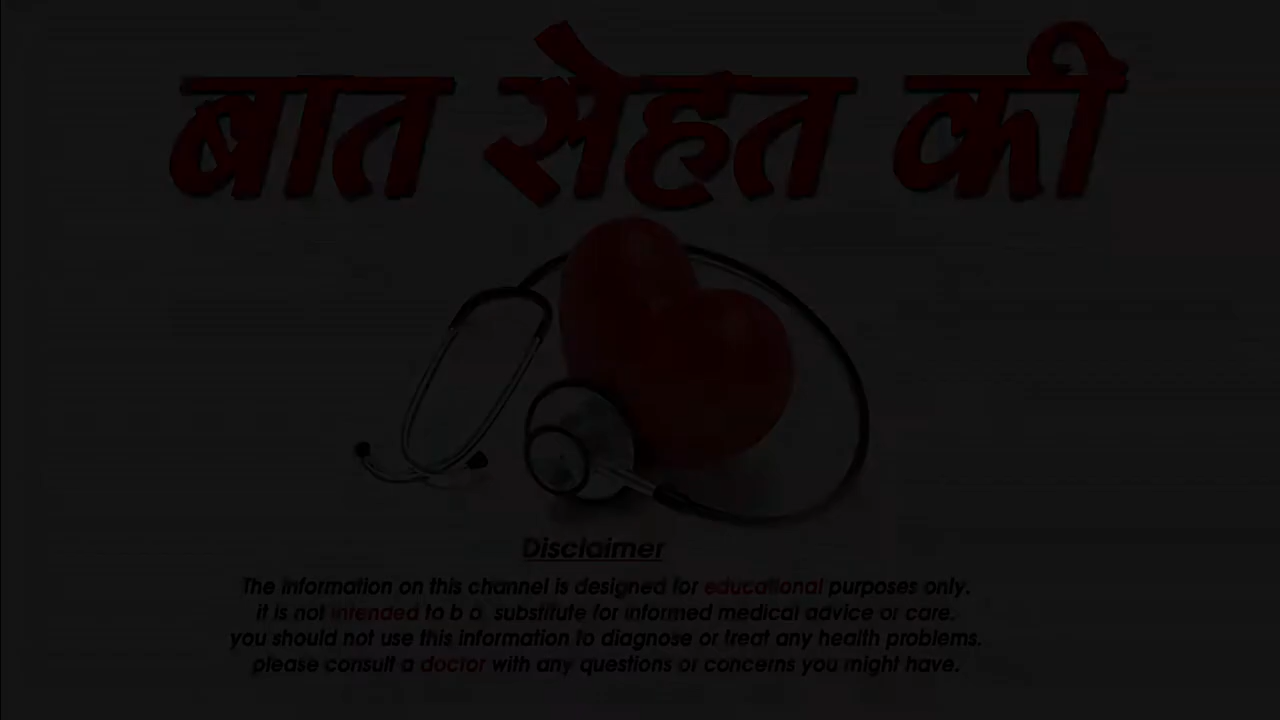 बात सेहत की
Disclaimer
The information on this channel is designed for educational purposes only.
it is not intended to b a substitute for informed medical advice or care.
you should not use this information to diagnose or treat any health problems.
please consult a doctor with any questions or concerns you might have.